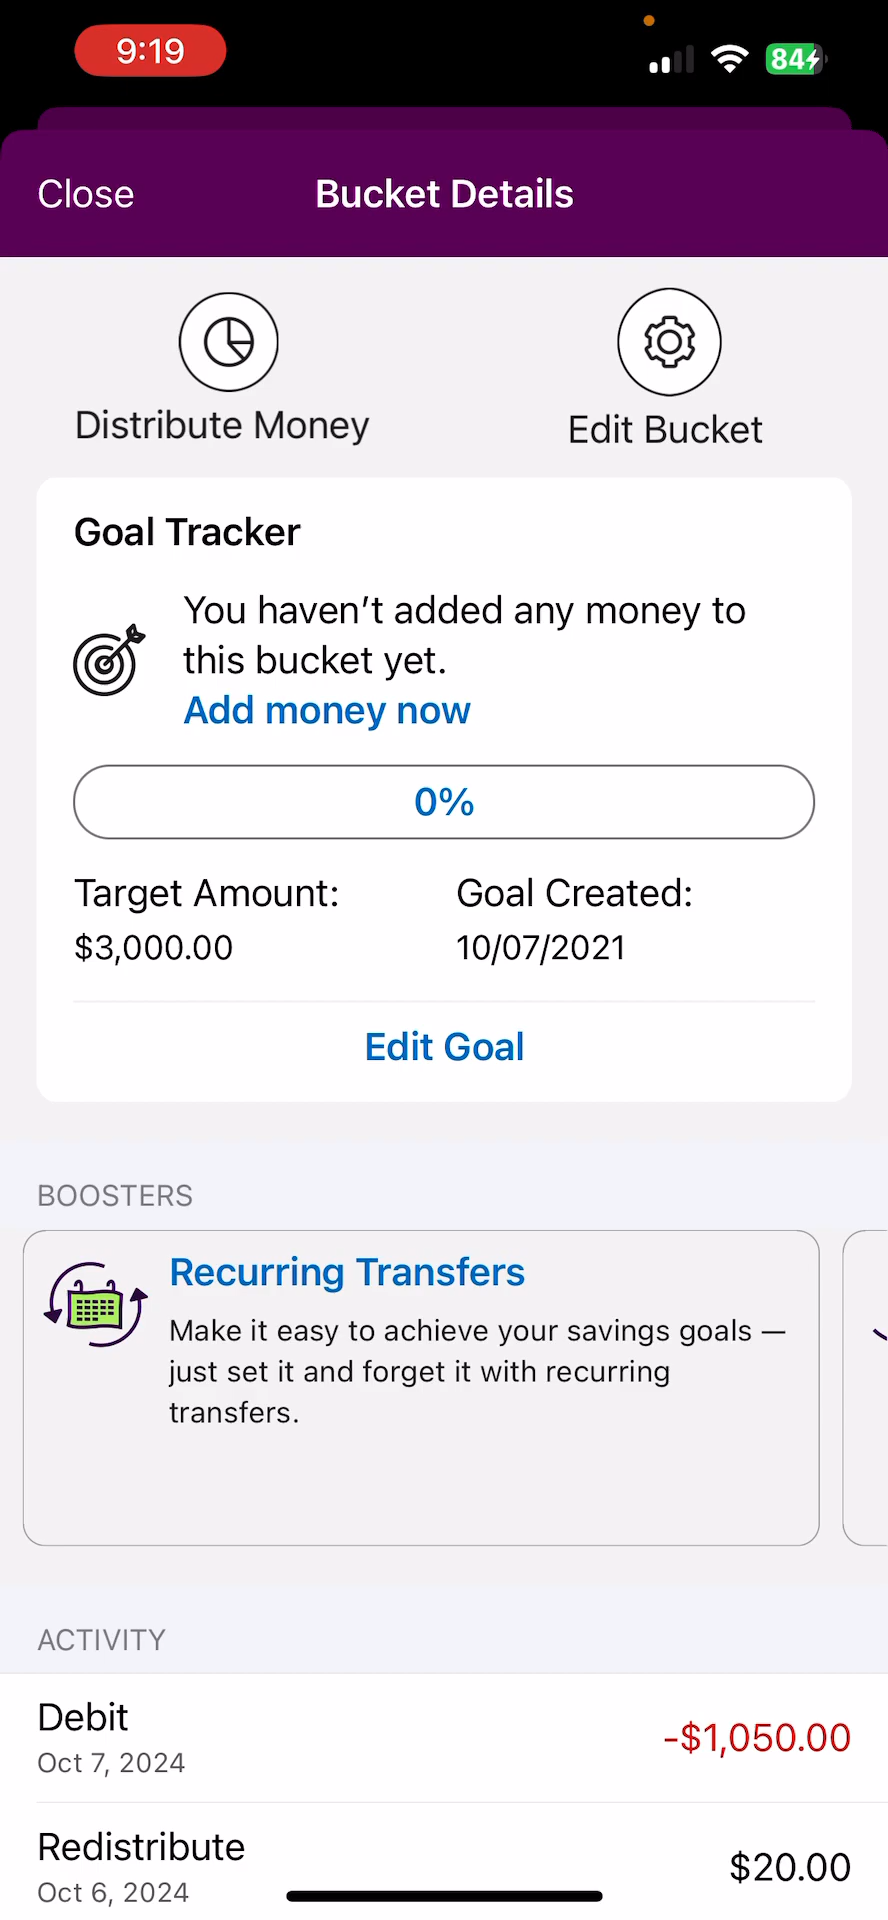 9:19
84
Close
Bucket Details
Distribute Money
Edit Bucket
Goal Tracker
You haven’t added any money to
this bucket yet.
Add money now
0%
Target Amount:
$3,000.00
Goal Created:
10/07/2021
Edit Goal
BOOSTERS
Recurring Transfers
Make it easy to achieve your savings goals —
just set it and forget it with recurring
transfers.
ACTIVITY
Debit
-$1,050.00
Oct 7, 2024
Redistribute
$20.00
Oct 6, 2024